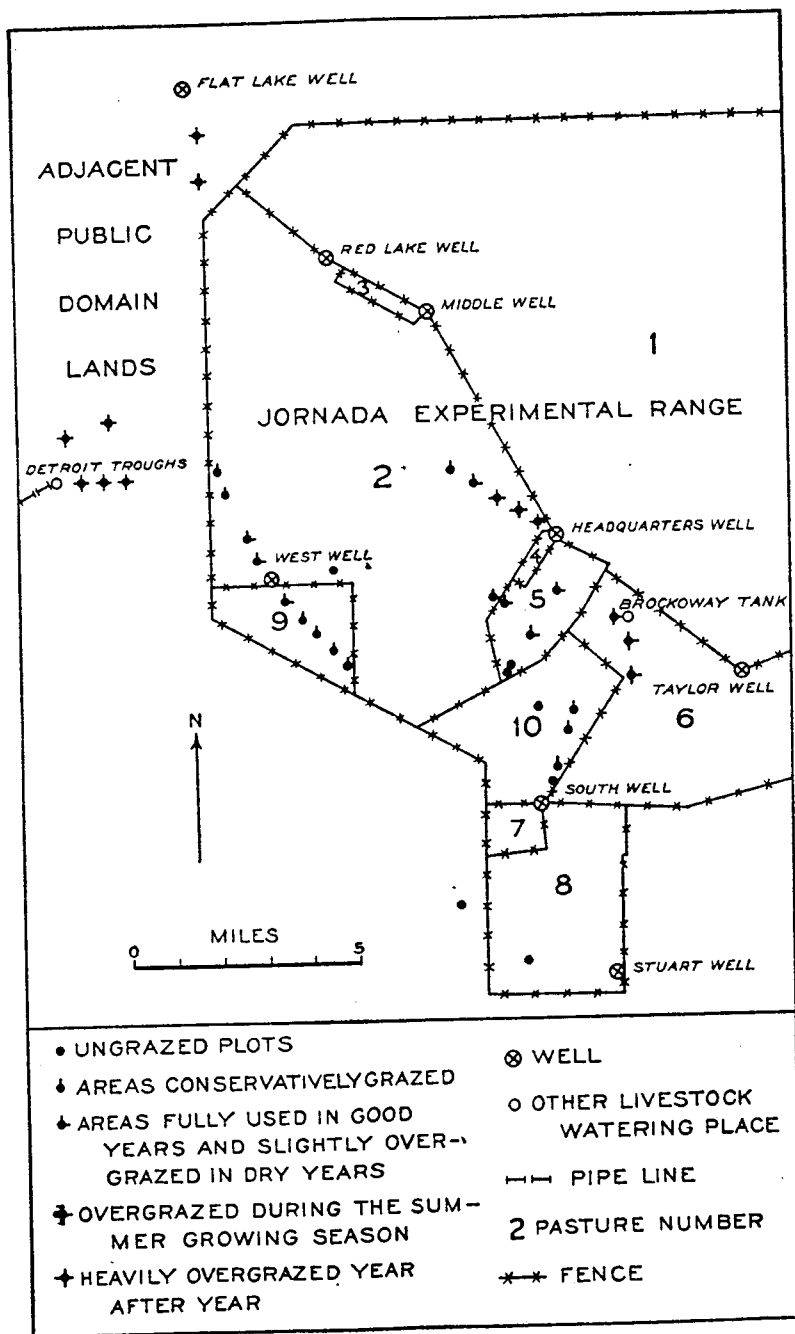 FLAT LAKE WELL
ADJACENT
PUBLIC
DOMAIN
LANDS
RED LAKE WELL
3
MIDDLE WELL
1
JORNADA EXPERIMENTAL RANGE
2
DETROIT TROUGHS
HEADQUARTERS WELL
4
WEST WELL
5
BROCKOWAY TANK
9
TAYLOR WELL
N
10
6
SOUTH WELL
7
8
MILES
0 5
STUART WELL
UNGRAZED PLOTS
AREAS CONSERVATIVELY GRAZED
AREAS FULLY USED IN GOOD
YEARS AND SLIGHTLY OVER-
GRAZED IN DRY YEARS
OVERGRAZED DURING THE SUM-
MER GROWING SEASON
HEAVILY OVERGRAZED YEAR
AFTER YEAR
WELL
OTHER LIVESTOCK
WATERING PLACE
PIPE LINE
2 PASTURE NUMBER
FENCE